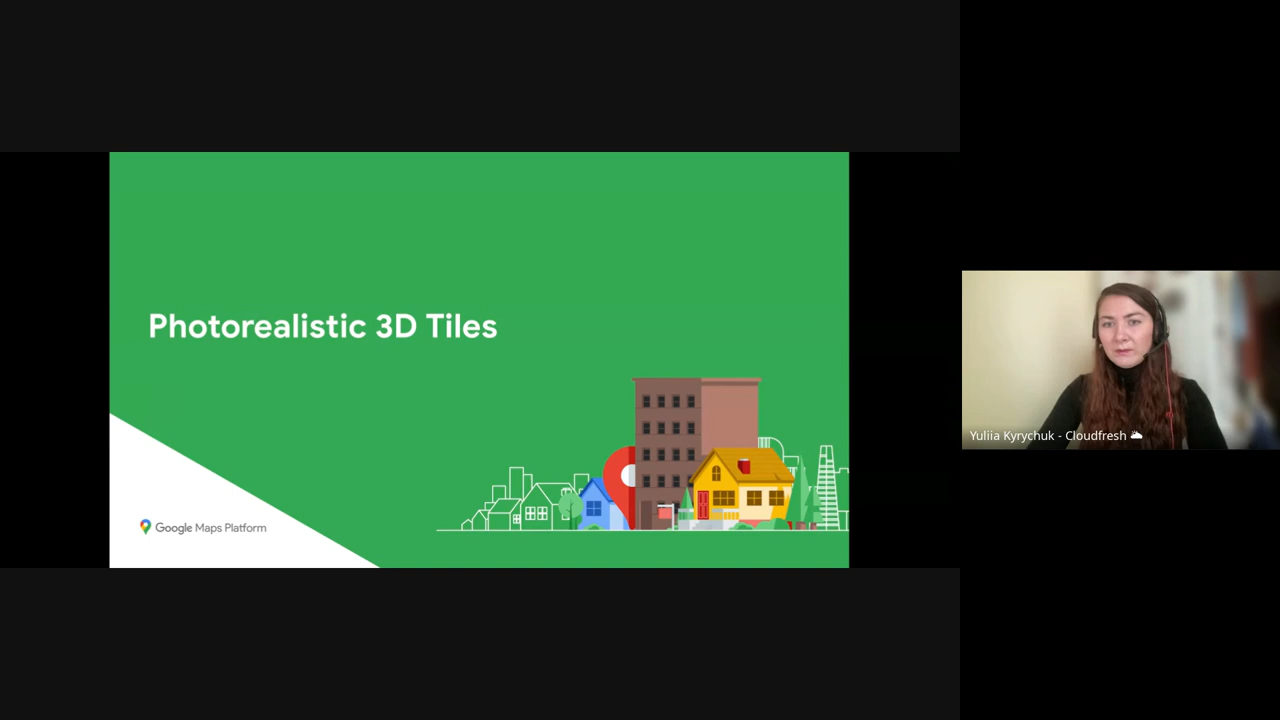 Photorealistic 3D Tiles
Google Maps Platform
Yuliia Kyrychuk - Cloudfresh 🌥